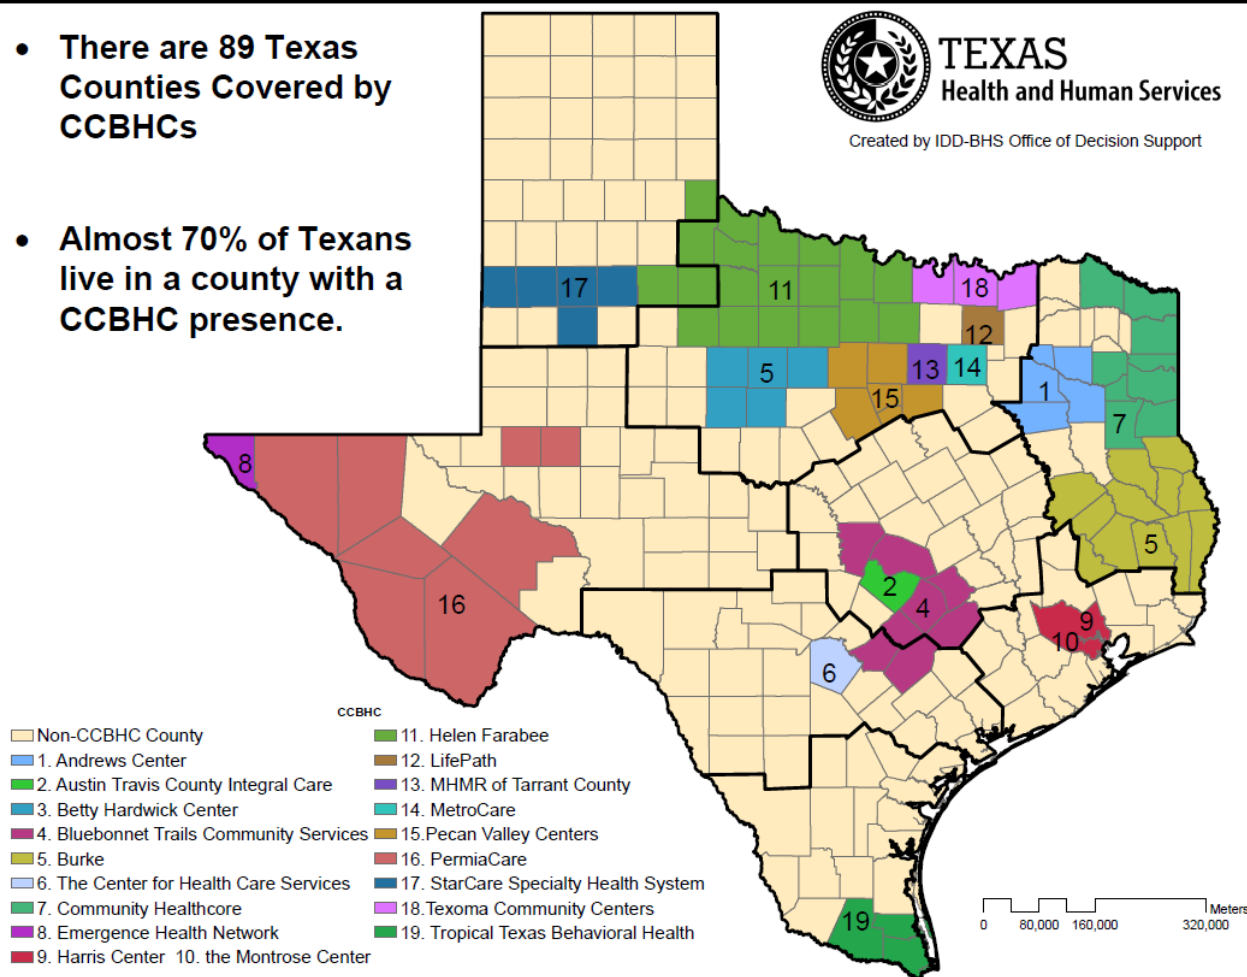 • There are 89 Texas
Counties Covered by
CCBHCs
• Almost 70% of Texans
live in a county with a
CCBHC presence.
TEXAS
Health and Human Services
Created by IDD-BHS Office of Decision Support
17
11
18
12
5
13
14
15
1
7
8
5
16
2
4
9
10
6
19
CCBHC
Non-CCBHC County
1. Andrews Center
2. Austin Travis County Integral Care
3. Betty Hardwick Center
4. Bluebonnet Trails Community Services
5. Burke
6. The Center for Health Care Services
7. Community Healthcore
8. Emergence Health Network
9. Harris Center 10. the Montrose Center
11. Helen Farabee
12. LifePath
13. MHMR of Tarrant County
14. MetroCare
15.Pecan Valley Centers
16. PermiaCare
17. StarCare Specialty Health System
18.Texoma Community Centers
19. Tropical Texas Behavioral Health
Meters
0 80,000 160,000 320,000